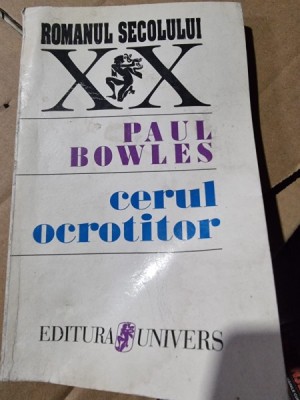 ROMANUL SECOLULUI
XX
PAUL
BOWLES
cerul
ocrotitor
EDITURA UNIVERS